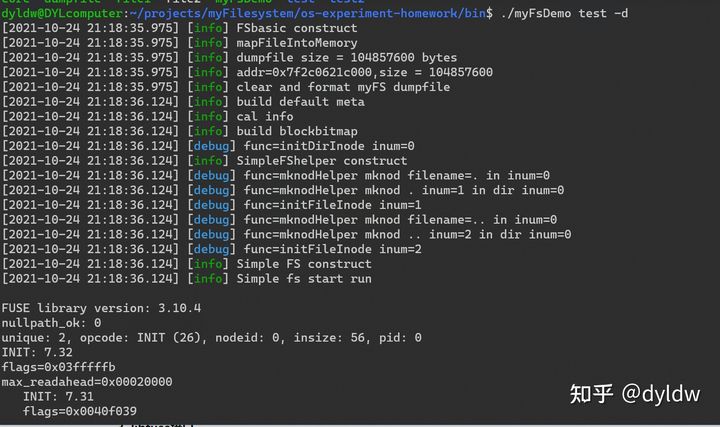 dyldw@DYLcomputer:~/projects/myFilesystem/os-experiment-homework/bin$ ./myFsDemo test -d
[2021-10-24 21:18:35.975] [info] FSbasic construct
[2021-10-24 21:18:35.975] [info] mapFileIntoMemory
[2021-10-24 21:18:35.975] [info] dumpfile size = 104857600 bytes
[2021-10-24 21:18:35.975] [info] addr=0x7f2c0621c000,size = 104857600
[2021-10-24 21:18:35.975] [info] clear and format myFS dumpfile
[2021-10-24 21:18:36.124] [info] build default meta
[2021-10-24 21:18:36.124] [info] cal info
[2021-10-24 21:18:36.124] [info] build blockbitmap
[2021-10-24 21:18:36.124] [debug] func=initDirInode inum=0
[2021-10-24 21:18:36.124] [info] SimpleFShelper construct
[2021-10-24 21:18:36.124] [debug] func=mknodHelper mknod filename=. in inum=0
[2021-10-24 21:18:36.124] [debug] func=mknodHelper mknod . inum=1 in dir inum=0
[2021-10-24 21:18:36.124] [debug] func=initFileInode inum=1
[2021-10-24 21:18:36.124] [debug] func=mknodHelper mknod filename=.. in inum=0
[2021-10-24 21:18:36.124] [debug] func=mknodHelper mknod .. inum=2 in dir inum=0
[2021-10-24 21:18:36.124] [debug] func=initFileInode inum=2
[2021-10-24 21:18:36.124] [info] Simple FS construct
[2021-10-24 21:18:36.124] [info] Simple fs start run
FUSE library version: 3.10.4
nullpath_ok: 0
unique: 2, opcode: INIT (26), nodeid: 0, insize: 56, pid: 0
INIT: 7.32
flags=0x03fffffb
max_readahead=0x00020000
INIT: 7.31
flags=0x0040f039
知乎 @dyldw